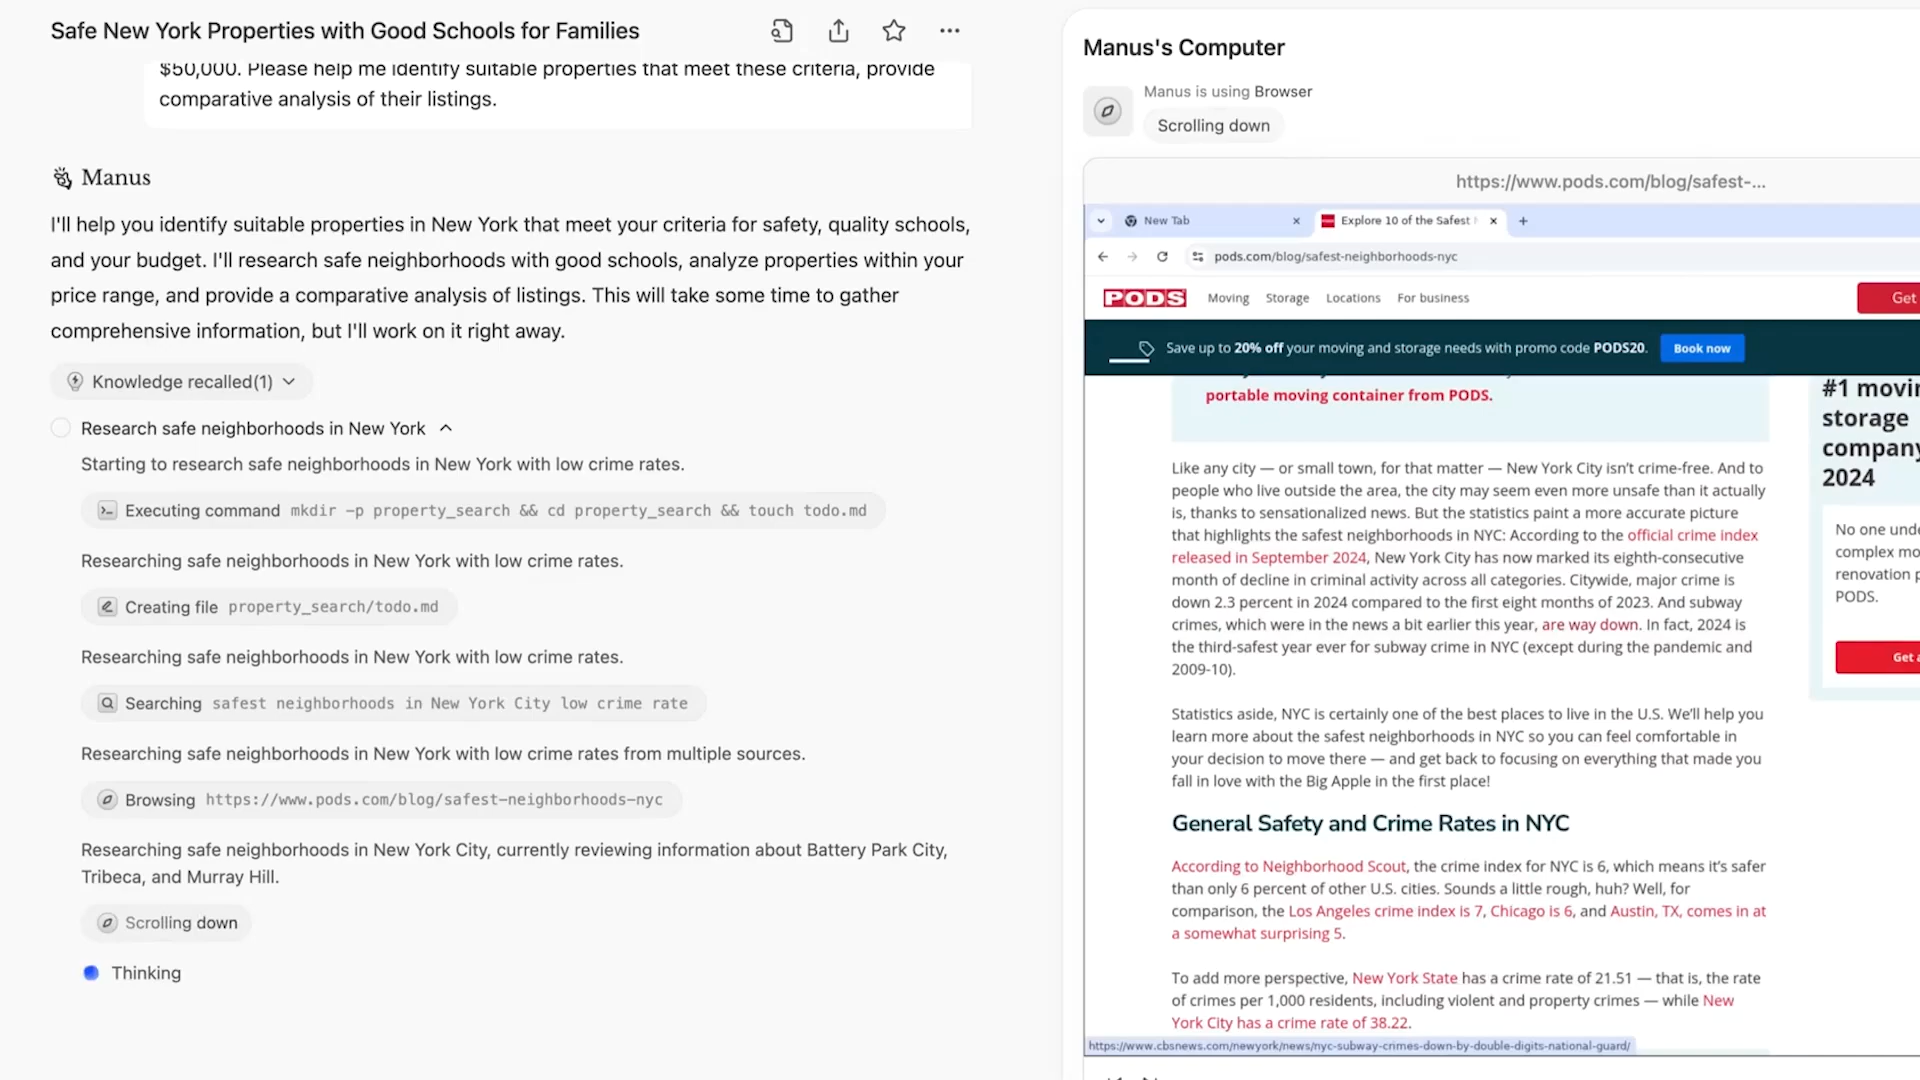 Safe New York Properties with Good Schools for Families
$50,000. Please help me identify suitable properties that meet these criteria, provide
comparative analysis of their listings.
Manus
I'll help you identify suitable properties in New York that meet your criteria for safety, quality schools,
and your budget. I'll research safe neighborhoods with good schools, analyze properties within your
price range, and provide a comparative analysis of listings. This will take some time to gather
comprehensive information, but I'll work on it right away.
Knowledge recalled(1)
Research safe neighborhoods in New York
Starting to research safe neighborhoods in New York with low crime rates.
Executing command mkdir -p property_search && cd property_search && touch todo.md
Researching safe neighborhoods in New York with low crime rates.
Creating file property_search/todo.md
Researching safe neighborhoods in New York with low crime rates.
Searching safest neighborhoods in New York City low crime rate
Researching safe neighborhoods in New York with low crime rates from multiple sources.
Browsing https://www.pods.com/blog/safest-neighborhoods-nyc
Researching safe neighborhoods in New York City, currently reviewing information about Battery Park City,
Tribeca, and Murray Hill.
Scrolling down
Thinking
Manus's Computer
Manus is using Browser
Scrolling down
https://www.pods.com/blog/safest-...
New Tab
Explore 10 of the Safest
pods.com/blog/safest-neighborhoods-nyc
PODS Moving Storage Locations For business
Get
Save up to 20% off your moving and storage needs with promo code PODS20. Book now
portable moving container from PODS.
Like any city — or small town, for that matter — New York City isn't crime-free. And to
people who live outside the area, the city may seem even more unsafe than it actually
is, thanks to sensationalized news. But the statistics paint a more accurate picture
that highlights the safest neighborhoods in NYC: According to the official crime index
released in September 2024, New York City has now marked its eighth-consecutive
month of decline in criminal activity across all categories. Citywide, major crime is
down 2.3 percent in 2024 compared to the first eight months of 2023. And subway
crimes, which were in the news a bit earlier this year, are way down. In fact, 2024 is
the third-safest year ever for subway crime in NYC (except during the pandemic and
2009-10).
Statistics aside, NYC is certainly one of the best places to live in the U.S. We'll help you
learn more about the safest neighborhoods in NYC so you can feel comfortable in
your decision to move there — and get back to focusing on everything that made you
fall in love with the Big Apple in the first place!
General Safety and Crime Rates in NYC
According to Neighborhood Scout, the crime index for NYC is 6, which means it's safer
than only 6 percent of other U.S. cities. Sounds a little rough, huh? Well, for
comparison, the Los Angeles crime index is 7, Chicago is 6, and Austin, TX, comes in at
a somewhat surprising 5.
To add more perspective, New York State has a crime rate of 21.51 — that is, the rate
of crimes per 1,000 residents, including violent and property crimes — while New
York City has a crime rate of 38.22.
https://www.cbsnews.com/newyork/news/nyc-subway-crimes-down-by-double-digits-national-guard/
#1 movi
storage
company
2024
No one und
complex mo
renovation p
PODS.
Get a